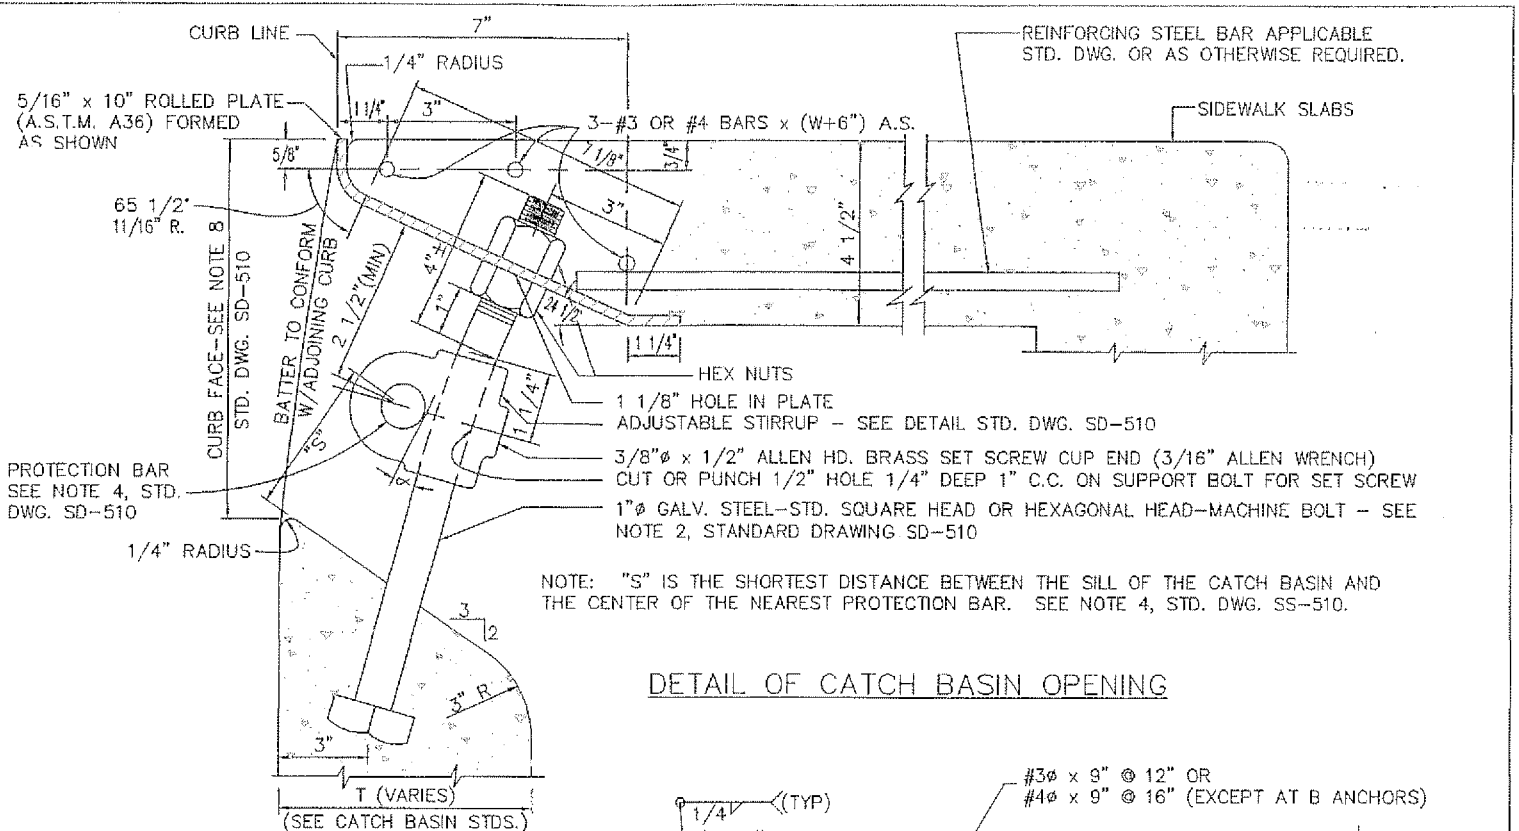 CURB LINE
7"
REINFORCING STEEL BAR APPLICABLE
STD. DWG. OR AS OTHERWISE REQUIRED.
1/4" RADIUS
5/16" x 10" ROLLED PLATE
(A.S.T.M. A36) FORMED
AS SHOWN
1 1/4"
3"
3-#3 OR #4 BARS x (W+6") A.S.
SIDEWALK SLABS
5/8"
7 1/8"
3/4"
65 1/2°
11/16" R.
3"
4 1/2"
CURB FACE-SEE NOTE 8
STD. DWG. SD-510
BATTER TO CONFORM
W/ADJOINING CURB
2 1/2"(MIN)
4"
1"
24 1/2
1 1/4"
HEX NUTS
1 1/8" HOLE IN PLATE
1 1/4"
ADJUSTABLE STIRRUP - SEE DETAIL STD. DWG. SD-510
"S"
3/8"ø x 1/2" ALLEN HD. BRASS SET SCREW CUP END (3/16" ALLEN WRENCH)
PROTECTION BAR
SEE NOTE 4, STD.
DWG. SD-510
CUT OR PUNCH 1/2" HOLE 1/4" DEEP 1" C.C. ON SUPPORT BOLT FOR SET SCREW
1"ø GALV. STEEL-STD. SQUARE HEAD OR HEXAGONAL HEAD-MACHINE BOLT - SEE
NOTE 2, STANDARD DRAWING SD-510
1/4" RADIUS
NOTE: "S" IS THE SHORTEST DISTANCE BETWEEN THE SILL OF THE CATCH BASIN AND
THE CENTER OF THE NEAREST PROTECTION BAR. SEE NOTE 4, STD. DWG. SS-510.
3
2
DETAIL OF CATCH BASIN OPENING
3" R
3"
T (VARIES)
(SEE CATCH BASIN STDS.)
1/4
(TYP)
#3ø x 9" @ 12" OR
#4ø x 9" @ 16" (EXCEPT AT B ANCHORS)